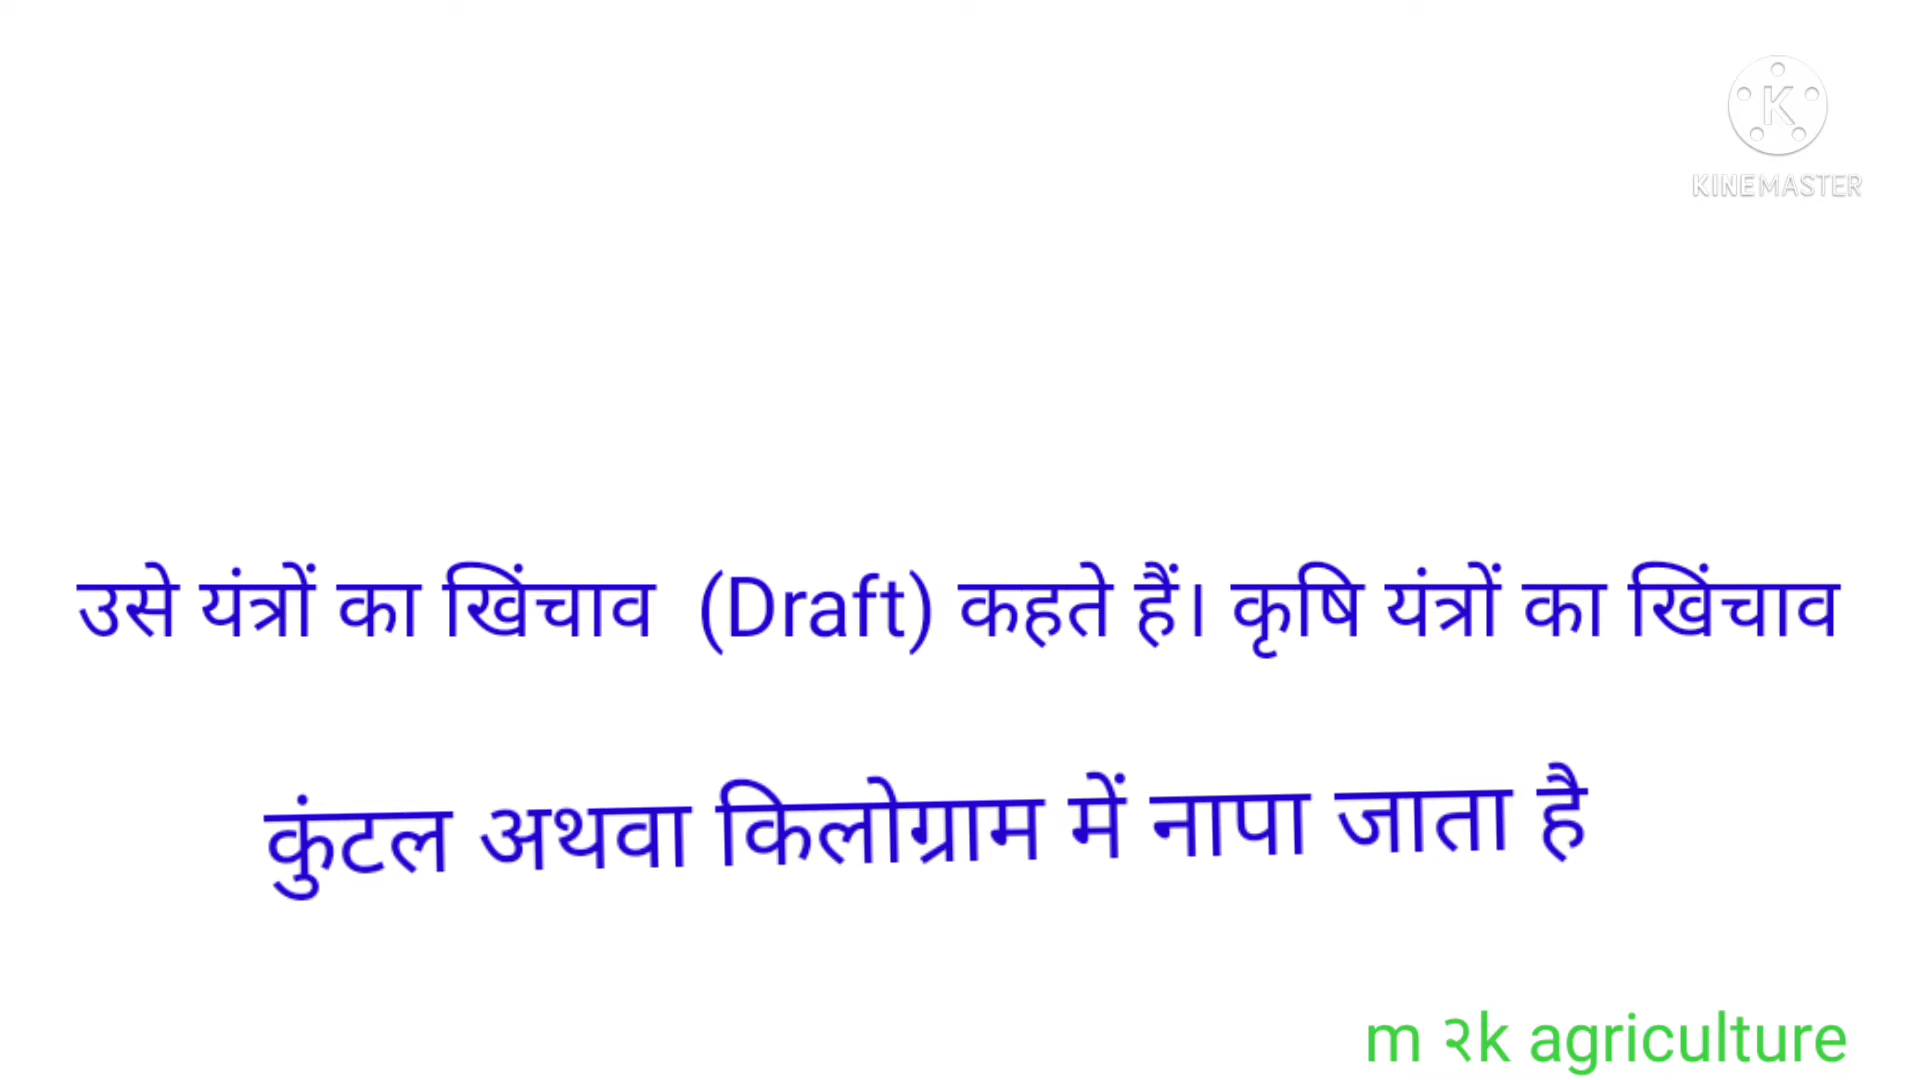 K
KINEMASTER
उसे यंत्रों का खिंचाव (Draft) कहते हैं। कृषि यंत्रों का खिंचाव
कुंटल अथवा किलोग्राम में नापा जाता है
m २k agriculture